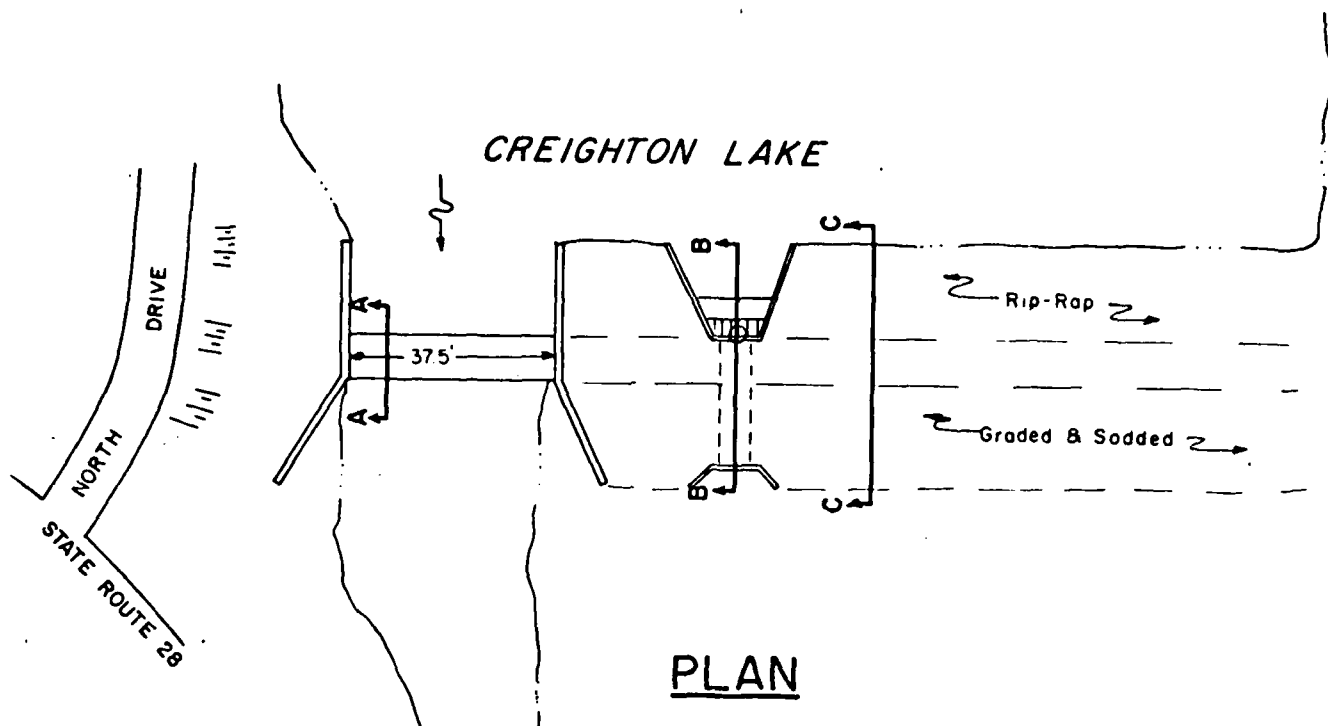 CREIGHTON LAKE
NORTH DRIVE
STATE ROUTE 28
A
A
37.5'
B
B
C
C
Rip-Rap
Graded & Sodded
PLAN